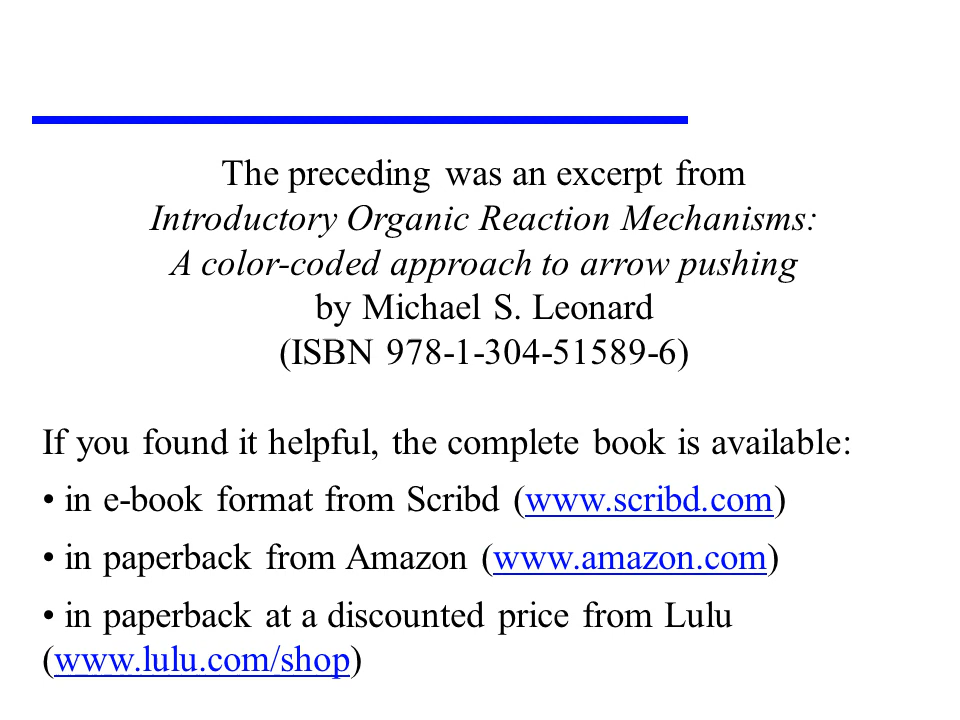 The preceding was an excerpt from
Introductory Organic Reaction Mechanisms:
A color-coded approach to arrow pushing
by Michael S. Leonard
(ISBN 978-1-304-51589-6)
If you found it helpful, the complete book is available:
• in e-book format from Scribd (www.scribd.com)
• in paperback from Amazon (www.amazon.com)
• in paperback at a discounted price from Lulu
(www.lulu.com/shop)